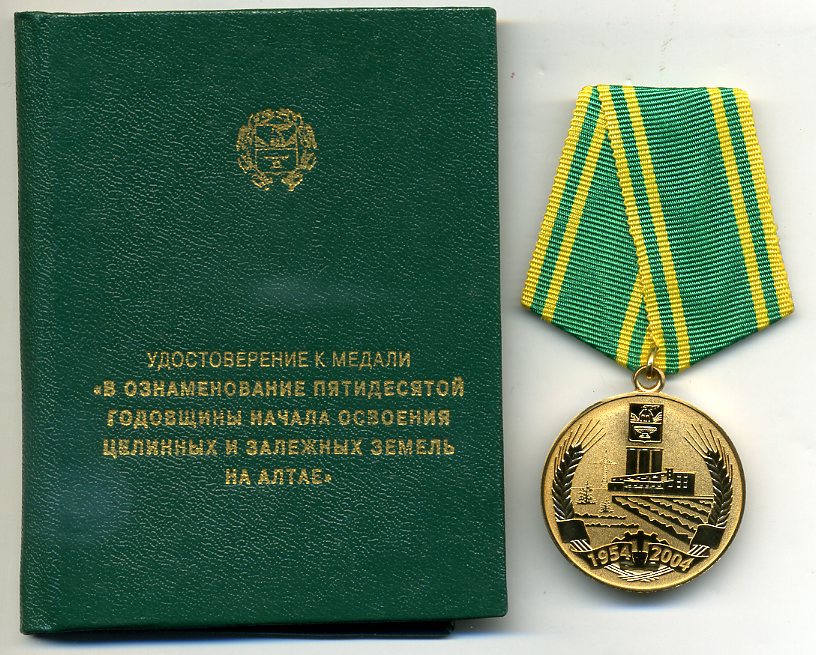 УДОСТОВЕРЕНИЕ К МЕДАЛИ
«В ОЗНАМЕНОВАНИЕ ПЯТИДЕСЯТОЙ
ГОДОВЩИНЫ НАЧАЛА ОСВОЕНИЯ
ЦЕЛИННЫХ И ЗАЛЕЖНЫХ ЗЕМЕЛЬ
НА АЛТАЕ»
1954 2004